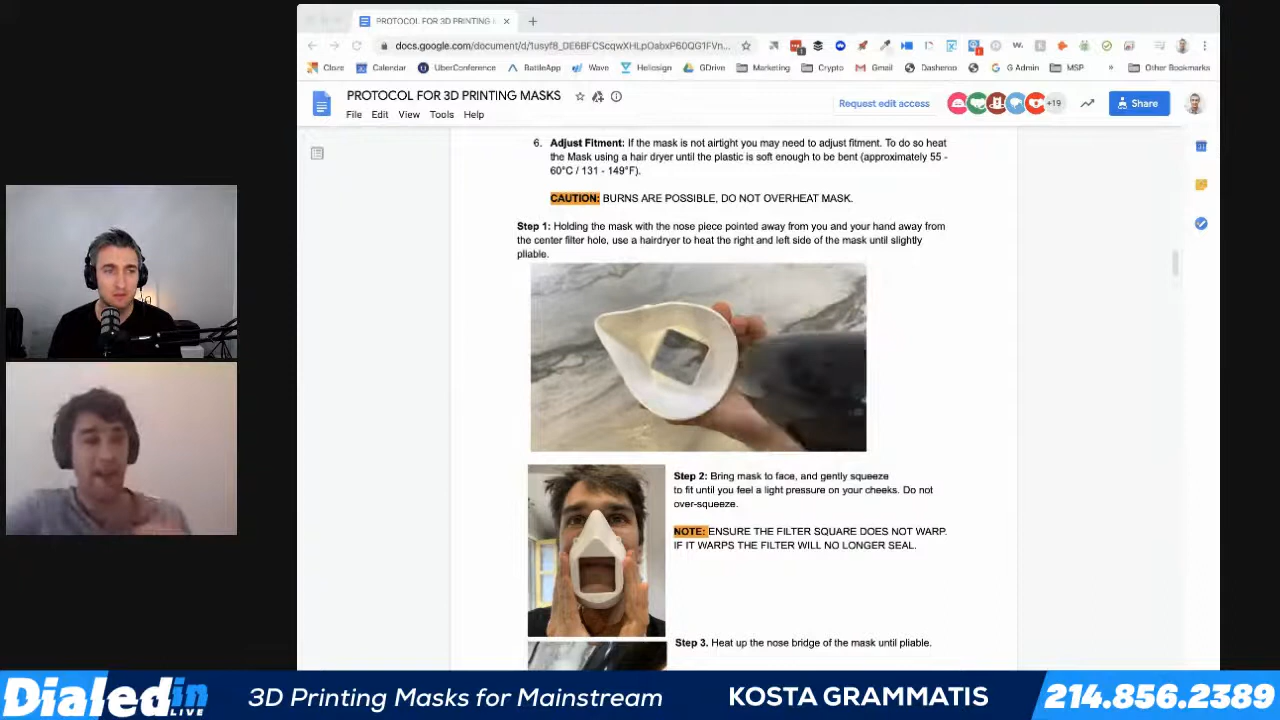 PROTOCOL FOR 3D PRINTING
docs.google.com/document/d/1usyf8_DE6BFCScqwXHLpOabxP60QG1FVn...
Close Calendar UberConference BattleApp Wave Hellosign GDrive Marketing Crypto Gmail Dasheroo G Admin MSP » Other Bookmarks
PROTOCOL FOR 3D PRINTING MASKS
Request edit access +19 Share
File Edit View Tools Help
6. Adjust Fitment: If the mask is not airtight you may need to adjust fitment. To do so heat
the Mask using a hair dryer until the plastic is soft enough to be bent (approximately 55 -
60°C / 131 - 149°F).
CAUTION: BURNS ARE POSSIBLE, DO NOT OVERHEAT MASK.
Step 1: Holding the mask with the nose piece pointed away from you and your hand away from
the center filter hole, use a hairdryer to heat the right and left side of the mask until slightly
pliable.
Step 2: Bring mask to face, and gently squeeze
to fit until you feel a light pressure on your cheeks. Do not
over-squeeze.
NOTE: ENSURE THE FILTER SQUARE DOES NOT WARP.
IF IT WARPS THE FILTER WILL NO LONGER SEAL.
Step 3. Heat up the nose bridge of the mask until pliable.
Dialedin LIVE
3D Printing Masks for Mainstream
KOSTA GRAMMATIS
214.856.2389